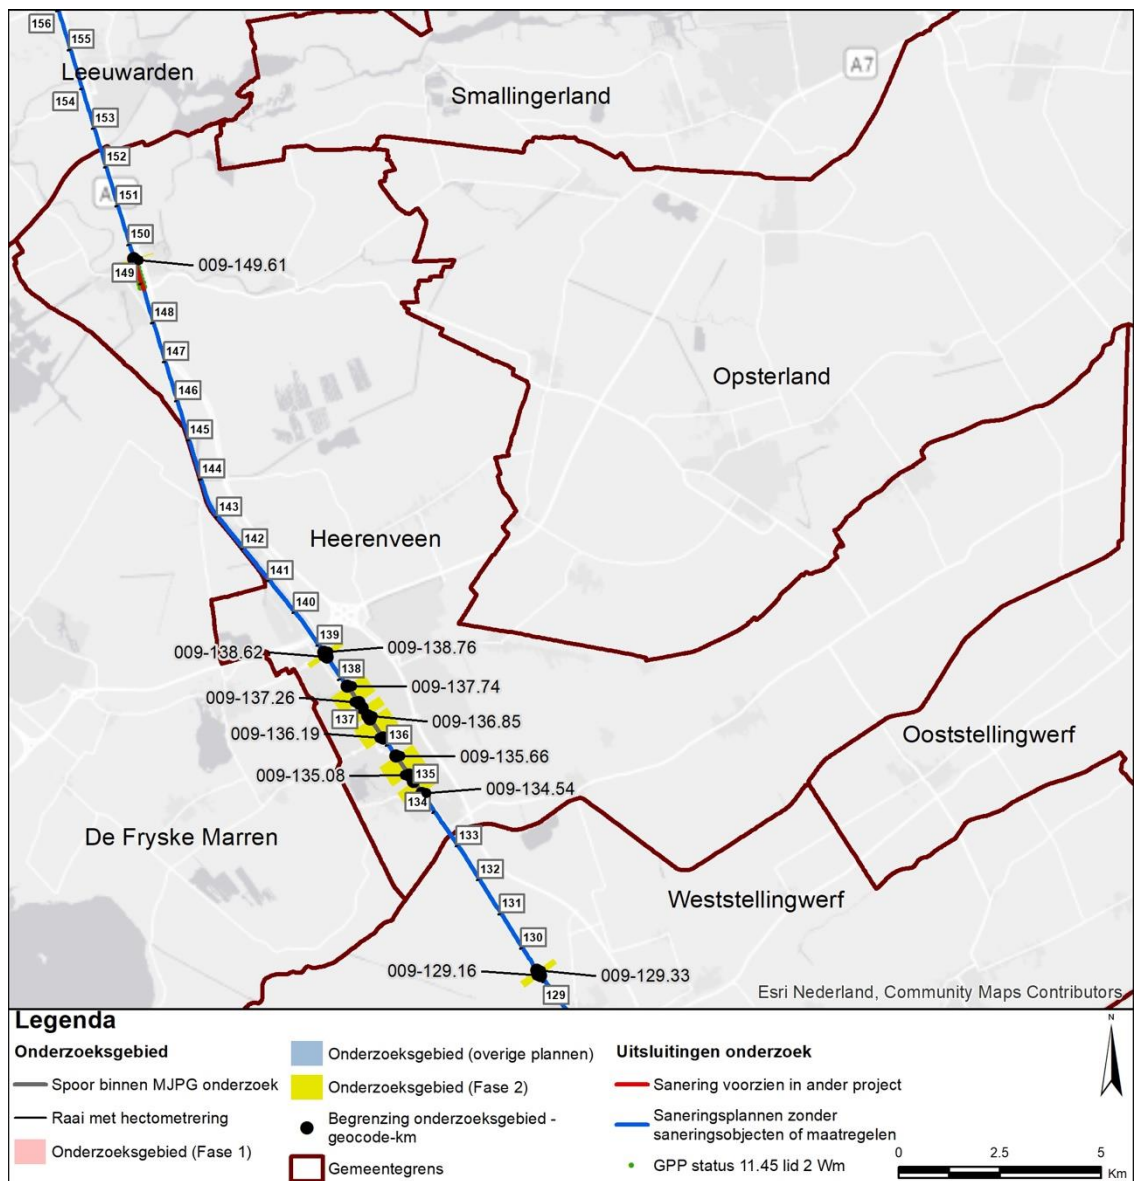 156
155
Leeuwarden
154
153
152
A
151
150
009-149.61
149
148
147
146
145
144
143
142
141
140
139
138
137
136
135
134
133
132
131
130
129
A7
Smallingerland
Opsterland
Heerenveen
009-138.62
009-138.76
009-137.74
009-137.26
009-136.85
009-136.19
009-135.66
009-135.08
009-134.54
Ooststellingwerf
De Fryske Marren
Weststellingwerf
009-129.16
009-129.33
Esri Nederland, Community Maps Contributors
Legenda
Onderzoeksgebied
Spoor binnen MJPG onderzoek
Raai met hectometrering
Onderzoeksgebied (Fase 1)
Onderzoeksgebied (overige plannen)
Onderzoeksgebied (Fase 2)
Begrenzing onderzoeksgebied -
geocode-km
Gemeentegrens
Uitsluitingen onderzoek
Sanering voorzien in ander project
Saneringsplannen zonder
saneringsobjecten of maatregelen
GPP status 11.45 lid 2 Wm
N
0 2.5 5
Km